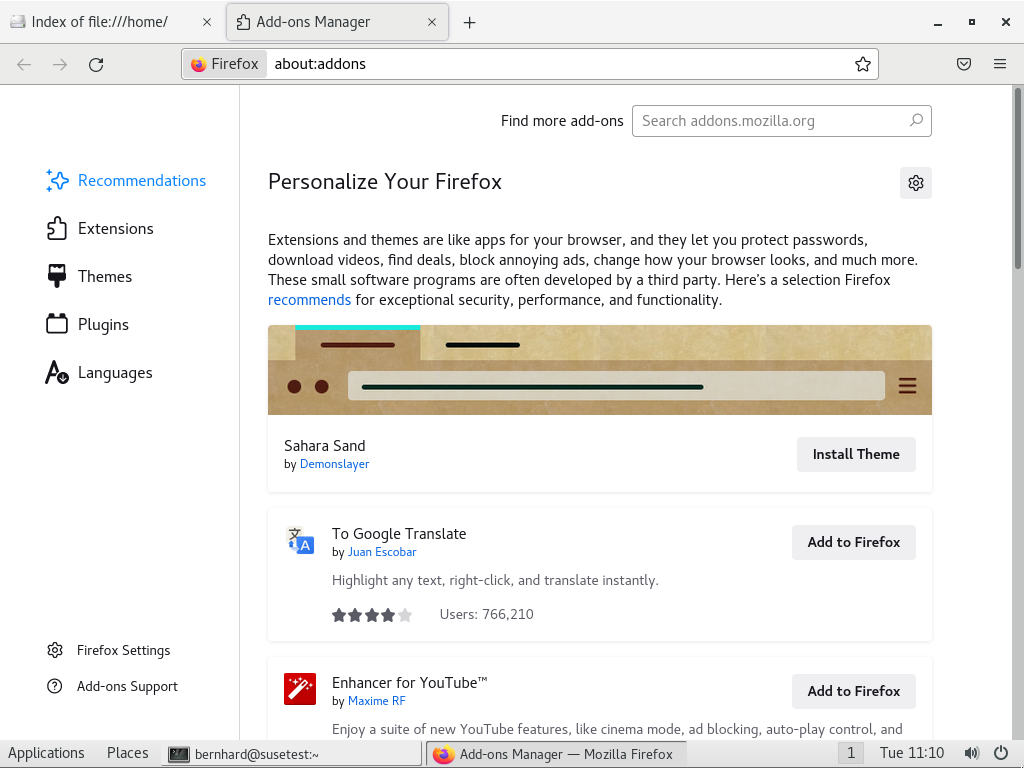 Index of file:///home/
Add-ons Manager
Firefox
about:addons
Find more add-ons
Search addons.mozilla.org
Recommendations
Extensions
Themes
Plugins
Languages
Firefox Settings
Add-ons Support
Personalize Your Firefox
Extensions and themes are like apps for your browser, and they let you protect passwords,
download videos, find deals, block annoying ads, change how your browser looks, and much more.
These small software programs are often developed by a third party. Here's a selection Firefox
recommends for exceptional security, performance, and functionality.
Sahara Sand
by Demonslayer
Install Theme
To Google Translate
by Juan Escobar
Add to Firefox
Highlight any text, right-click, and translate instantly.
Users: 766,210
Enhancer for YouTube™
by Maxime RF
Add to Firefox
Enjoy a suite of new YouTube features, like cinema mode, ad blocking, auto-play control, and
Applications
Places
bernhard@susetest:~
Add-ons Manager — Mozilla Firefox
1
Tue 11:10